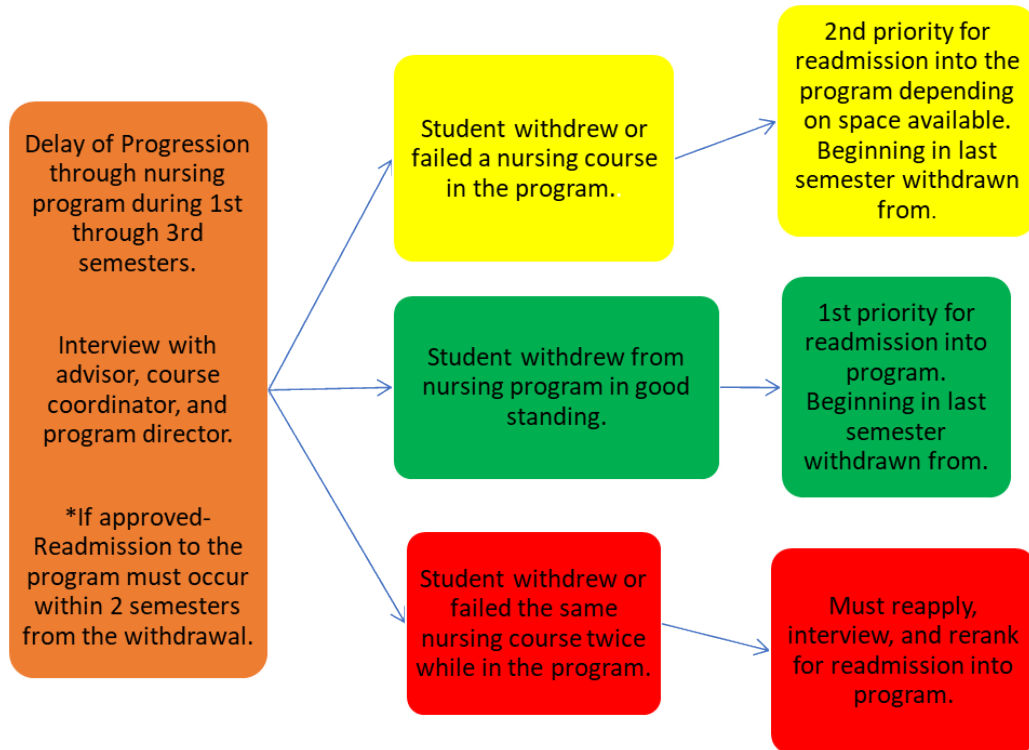 Delay of Progression
through nursing
program during 1st
through 3rd
semesters.
Interview with
advisor, course
coordinator, and
program director.
*If approved-
Readmission to the
program must occur
within 2 semesters
from the withdrawal.
Student withdrew or
failed a nursing course
in the program..
2nd priority for
readmission into the
program depending
on space available.
Beginning in last
semester withdrawn
from.
Student withdrew from
nursing program in good
standing.
1st priority for
readmission into
program.
Beginning in last
semester
withdrawn from.
Student withdrew or
failed the same
nursing course twice
while in the program.
Must reapply,
interview, and rerank
for readmission into
program.